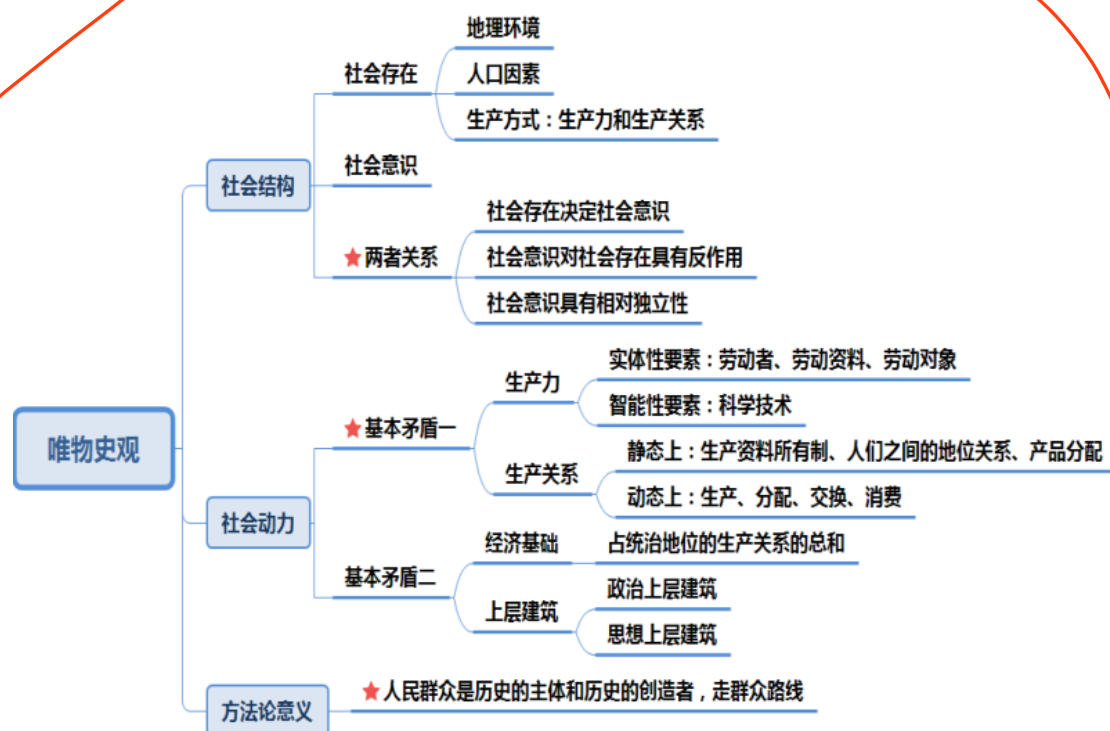 地理环境
社会存在
人口因素
生产方式：生产力和生产关系
社会意识
社会结构
社会存在决定社会意识
两者关系
社会意识对社会存在具有反作用
社会意识具有相对独立性
实体性要素：劳动者、劳动资料、劳动对象
生产力
智能性要素：科学技术
基本矛盾一
唯物史观
静态上：生产资料所有制、人们之间的地位关系、产品分配
生产关系
动态上：生产、分配、交换、消费
社会动力
经济基础
占统治地位的生产关系的总和
基本矛盾二
政治上层建筑
上层建筑
思想上层建筑
人民群众是历史的主体和历史的创造者，走群众路线
方法论意义